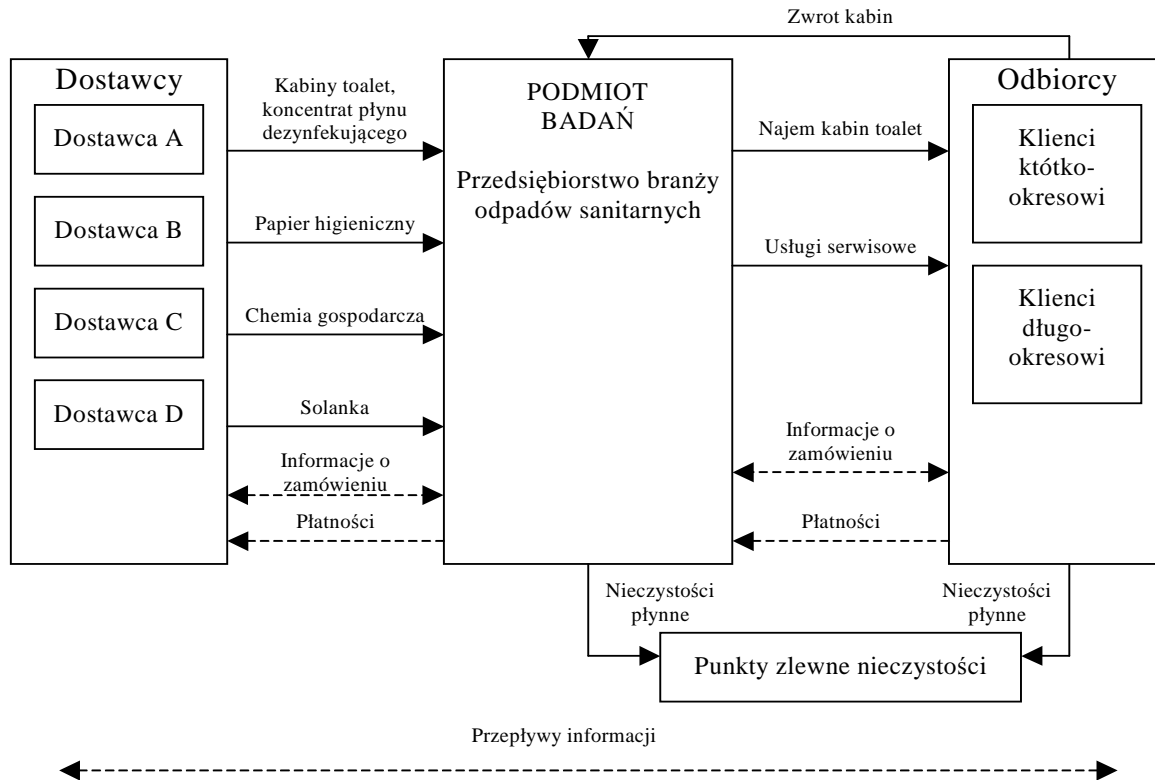 Zwrot kabin
Dostawcy
Dostawca A
Dostawca B
Dostawca C
Dostawca D
Kabiny toalet,
koncentrat płynu
dezynfekującego
Papier higieniczny
Chemia gospodarcza
Solanka
Informacje o
zamówieniu
Płatności
PODMIOT
BADAŃ
Przedsiębiorstwo branży
odpadów sanitarnych
Najem kabin toalet
Usługi serwisowe
Informacje o
zamówieniu
Płatności
Odbiorcy
Klienci
któtko-
okresowi
Klienci
długo-
okresowi
Nieczystości
płynne
Nieczystości
płynne
Punkty zlewne nieczystości
Przepływy informacji